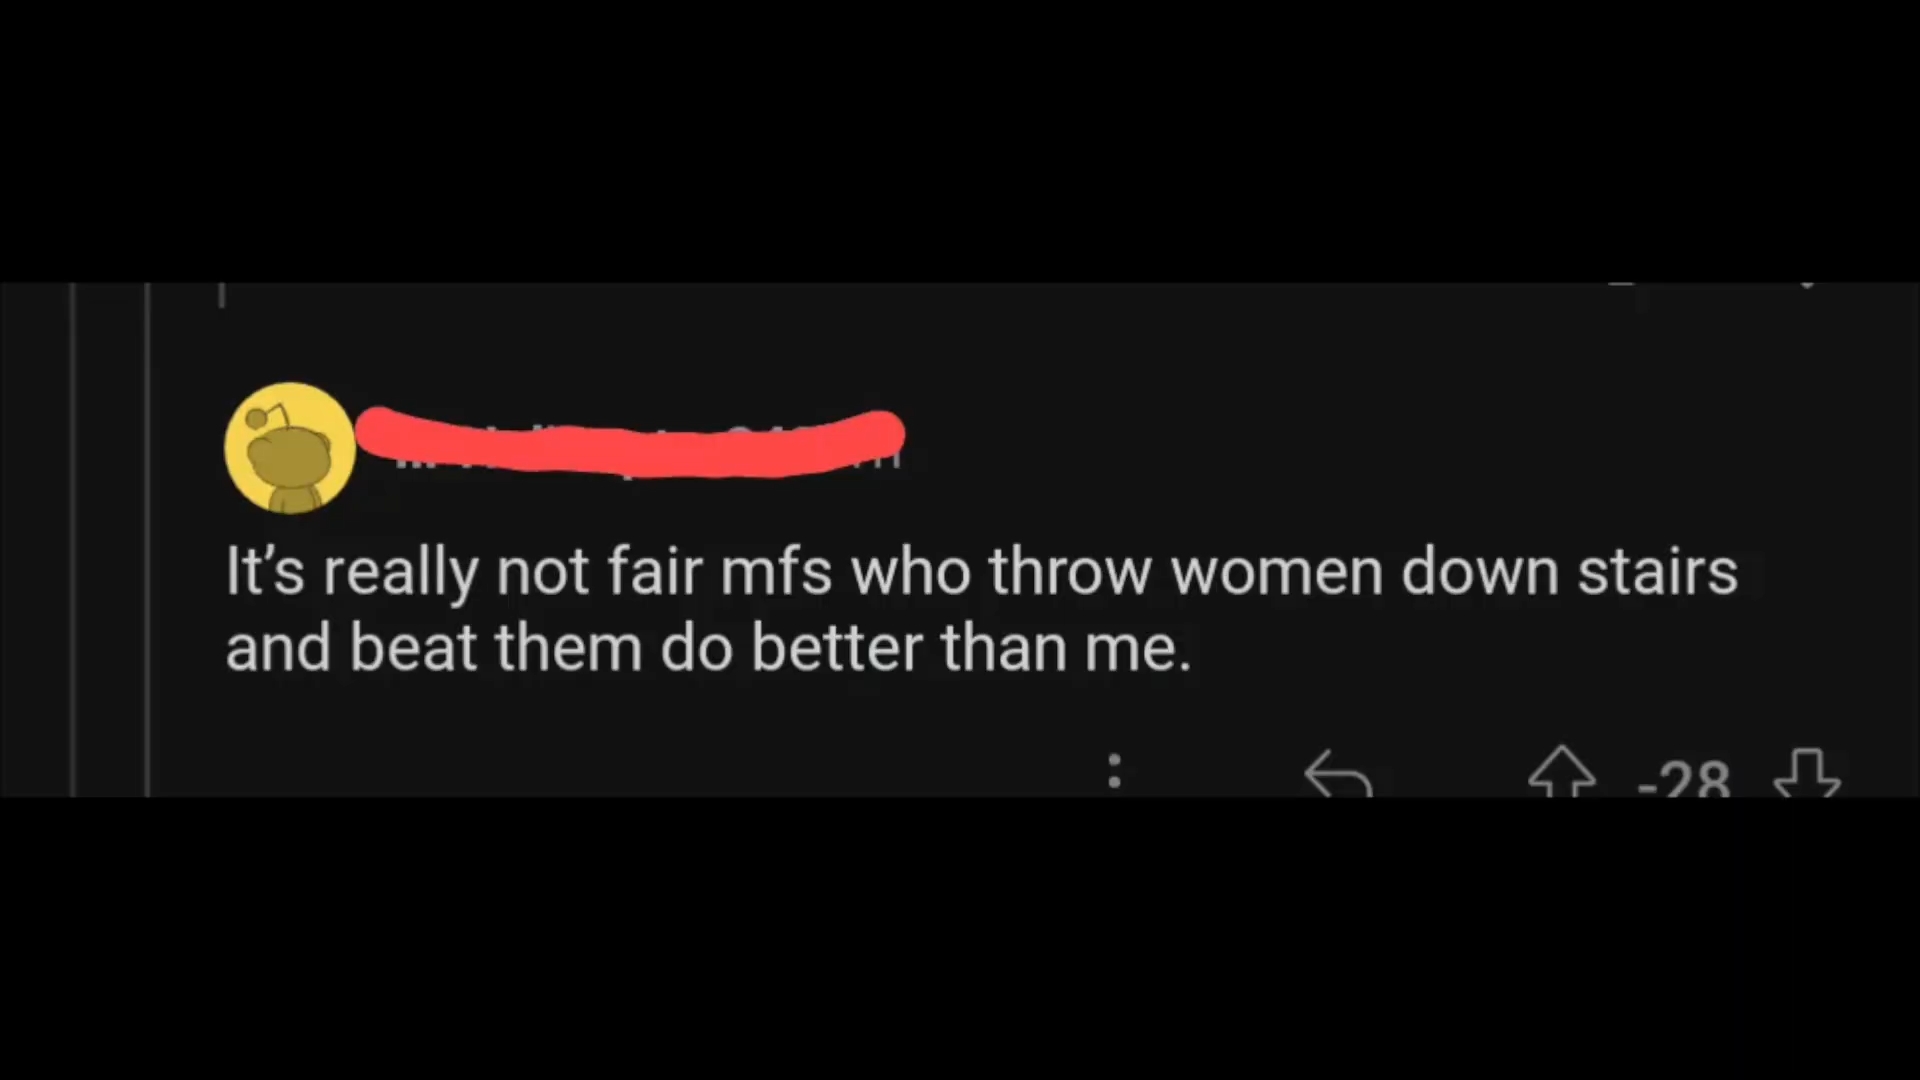 It’s really not fair mfs who throw women down stairs
and beat them do better than me.
-28